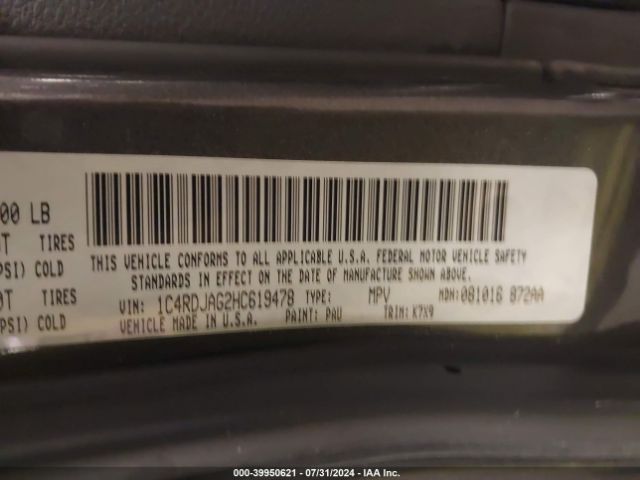 00 LB
TIRES
PSI) COLD
TIRES
PSI) COLD
THIS VEHICLE CONFORMS TO ALL APPLICABLE U.S.A. FEDERAL MOTOR VEHICLE SAFETY
STANDARDS IN EFFECT ON THE DATE OF MANUFACTURE SHOWN ABOVE.
VIN: 1C4RDJAG2HC619478 TYPE: MPV MDH: 081016 872AA
VEHICLE MADE IN U.S.A. PAINT: PAU TRIM: K7X9
000-39950621 - 07/31/2024 - IAA Inc.